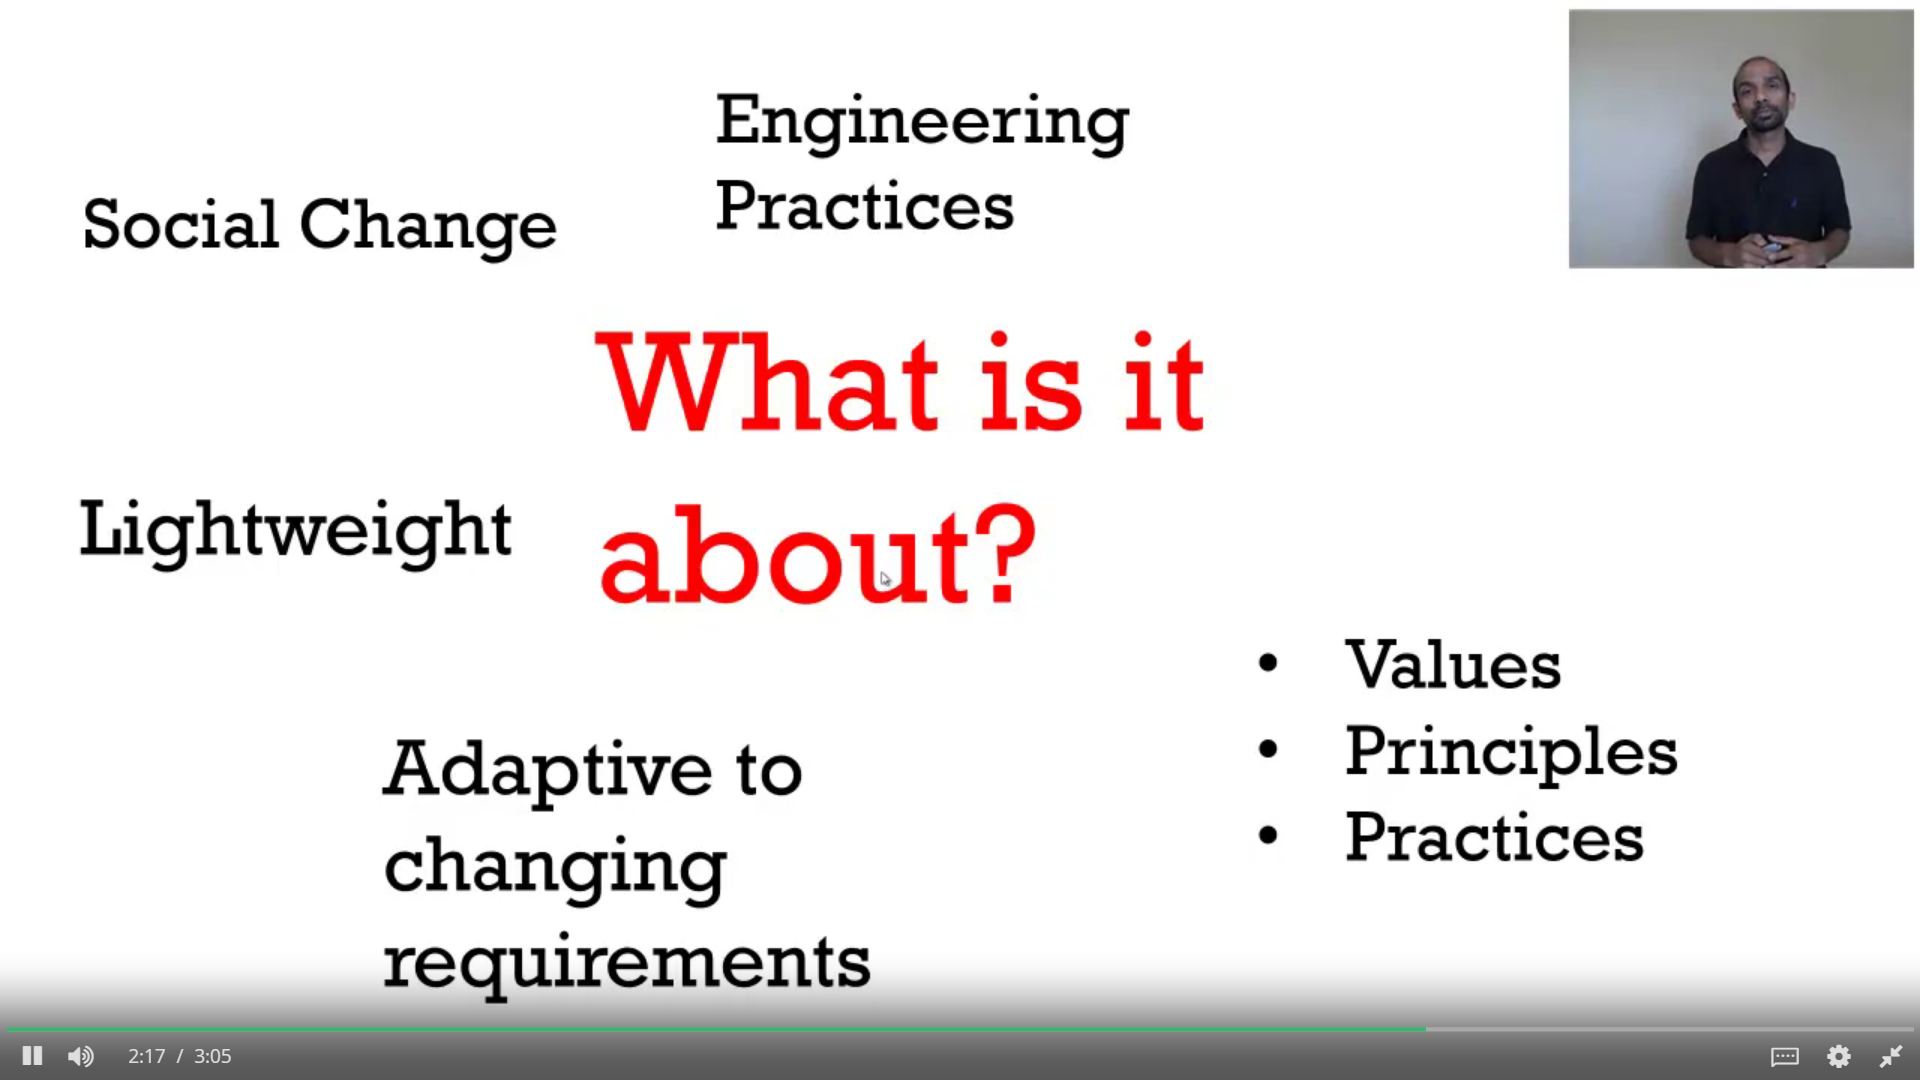 Engineering
Practices
Social Change
What is it
about?
Lightweight
• Values
• Principles
• Practices
Adaptive to
changing
requirements
2:17 / 3:05